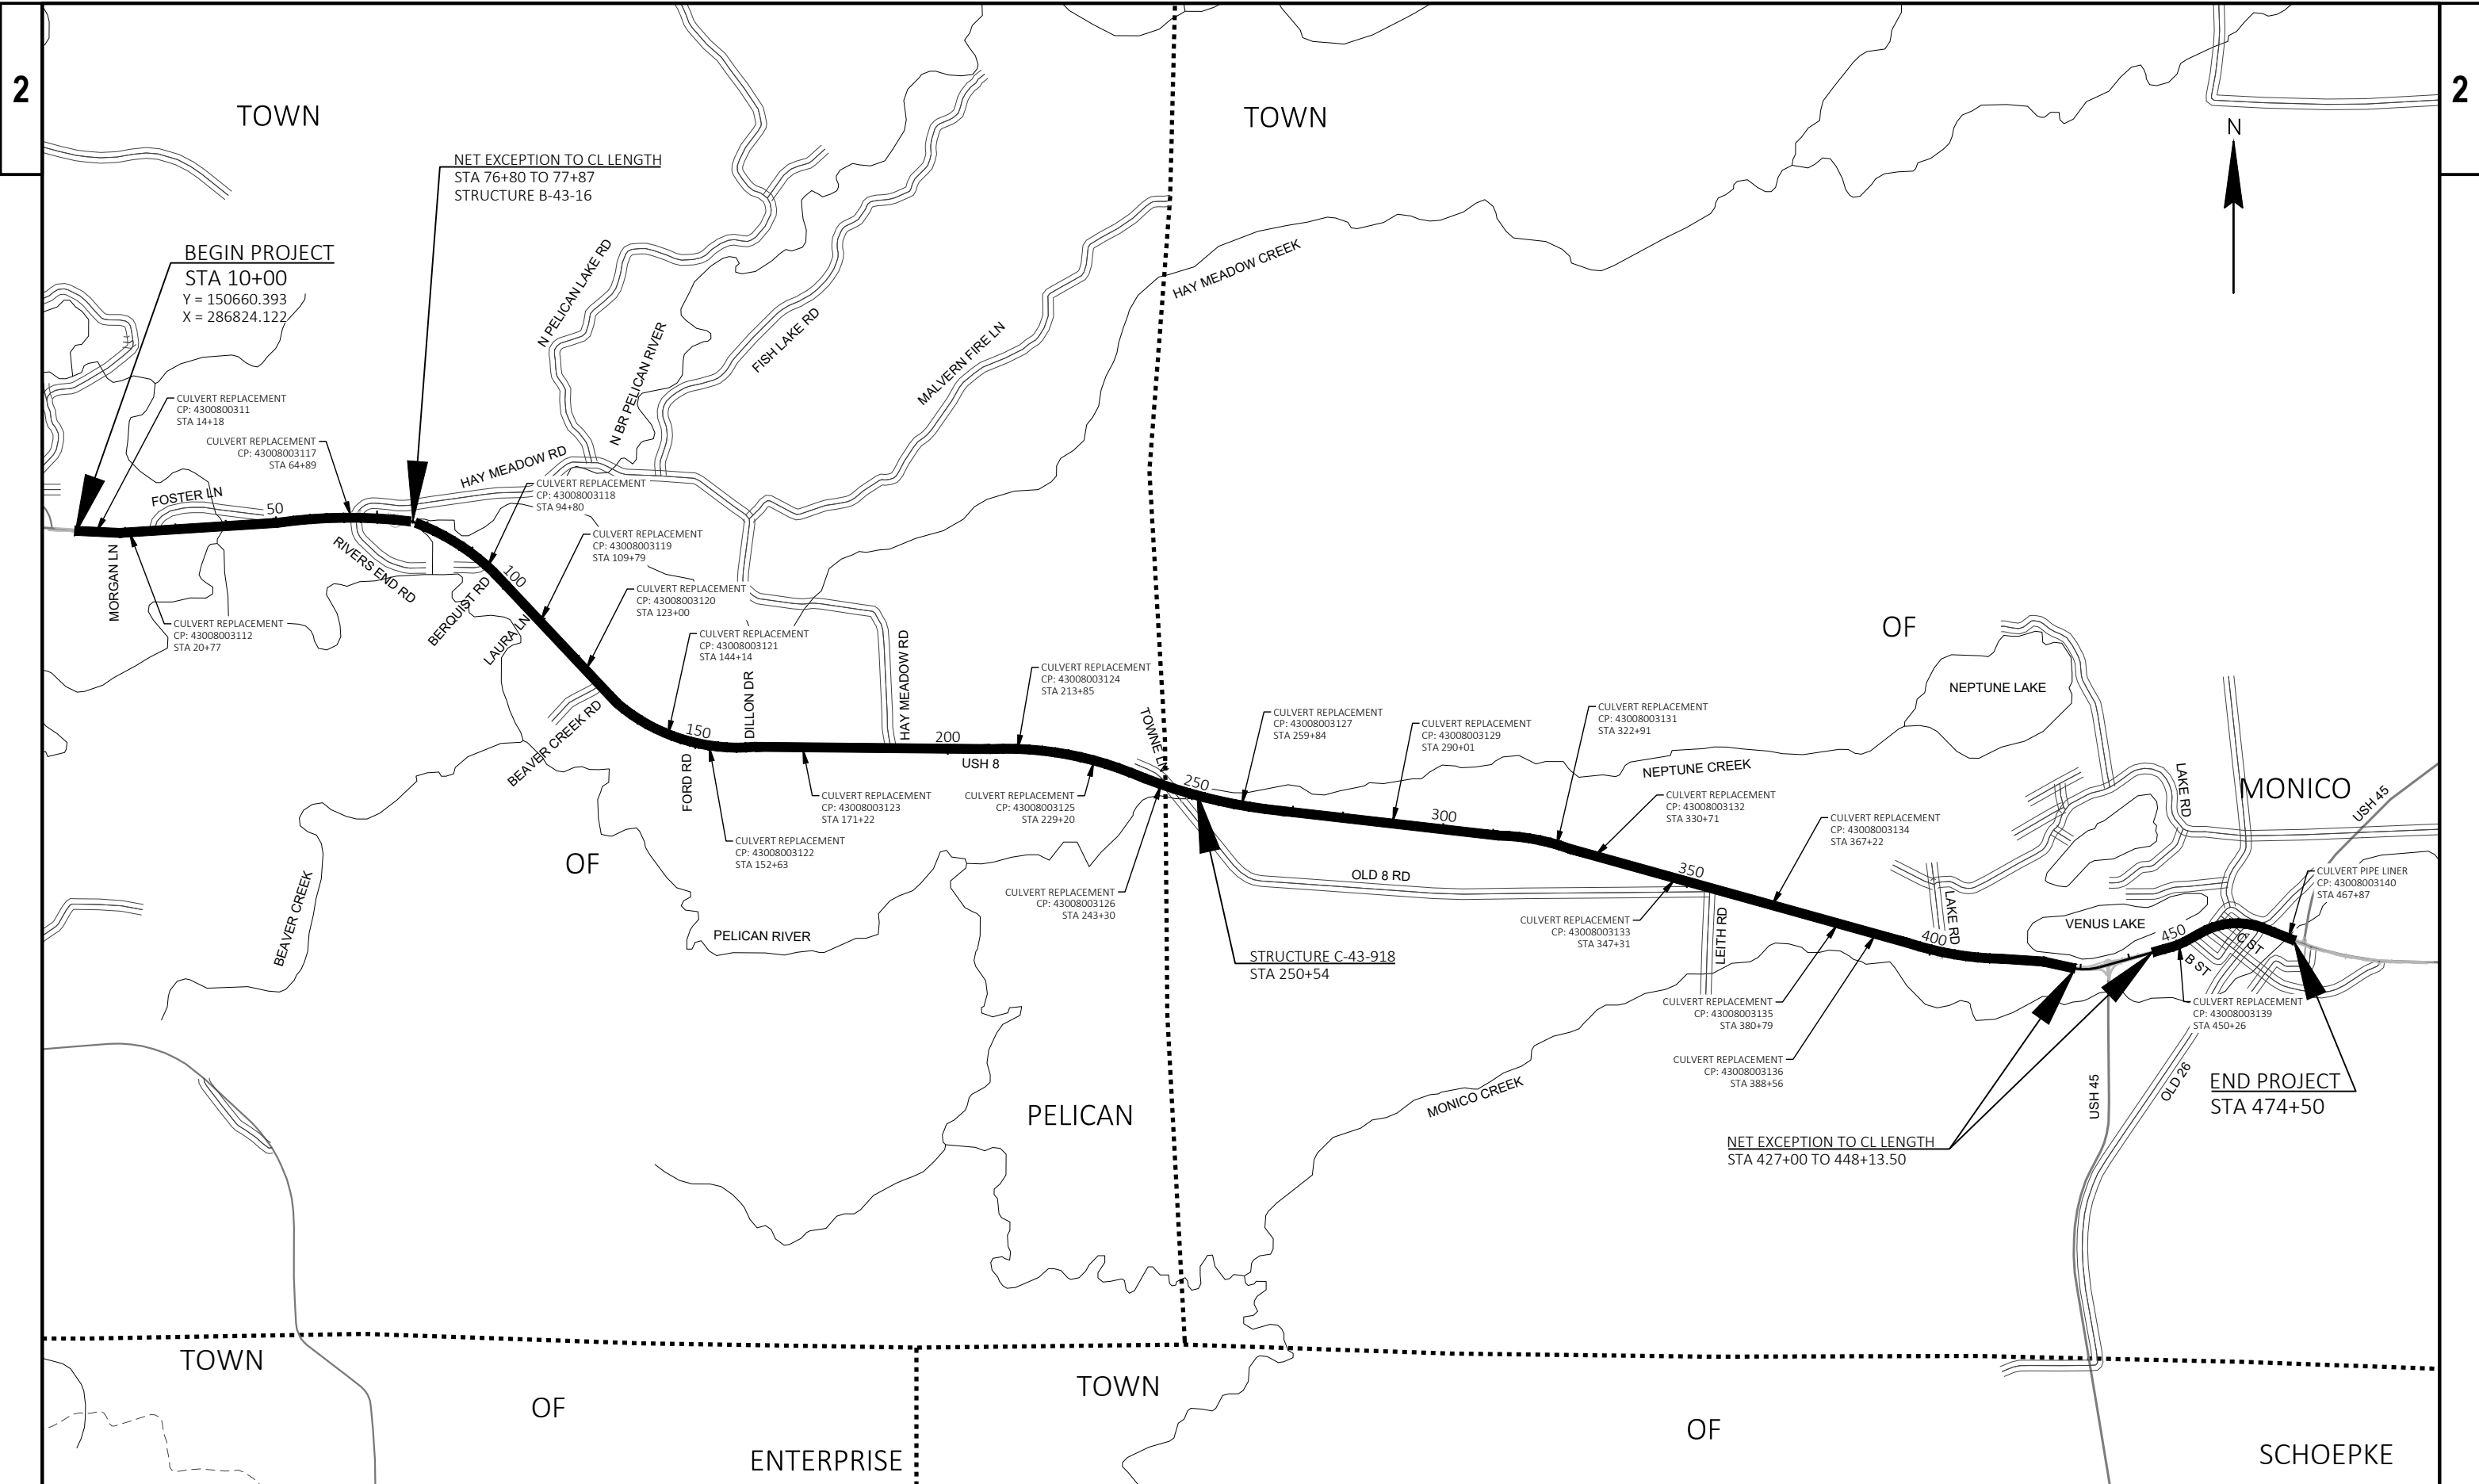 2
2
TOWN
TOWN
N
NET EXCEPTION TO CL LENGTH
STA 76+80 TO 77+87
STRUCTURE B-43-16
BEGIN PROJECT
STA 10+00
Y = 150660.393
X = 286824.122
N PELICAN LAKE RD
N BR PELICAN RIVER
FISH LAKE RD
MALVERN FIRE LN
HAY MEADOW CREEK
CULVERT REPLACEMENT
CP: 4300800311
STA 14+18
CULVERT REPLACEMENT
CP: 43008003117
STA 64+89
HAY MEADOW RD
FOSTER LN
50
CULVERT REPLACEMENT
CP: 43008003118
STA 94+80
CULVERT REPLACEMENT
CP: 43008003119
STA 109+79
MORGAN LN
RIVERS END RD
BERQUIST RD
100
LAURA LN
CULVERT REPLACEMENT
CP: 43008003120
STA 123+00
CULVERT REPLACEMENT
CP: 43008003112
STA 20+77
CULVERT REPLACEMENT
CP: 43008003121
STA 144+14
OF
BEAVER CREEK RD
150
FORD RD
DILLON DR
HAY MEADOW RD
CULVERT REPLACEMENT
CP: 43008003124
STA 213+85
200
USH 8
TOWNE LN
250
CULVERT REPLACEMENT
CP: 43008003127
STA 259+84
CULVERT REPLACEMENT
CP: 43008003129
STA 290+01
CULVERT REPLACEMENT
CP: 43008003131
STA 322+91
NEPTUNE LAKE
NEPTUNE CREEK
LAKE RD
MONICO
USH 45
CULVERT REPLACEMENT
CP: 43008003123
STA 171+22
CULVERT REPLACEMENT
CP: 43008003125
STA 229+20
300
CULVERT REPLACEMENT
CP: 43008003132
STA 330+71
CULVERT REPLACEMENT
CP: 43008003134
STA 367+22
CULVERT REPLACEMENT
CP: 43008003122
STA 152+63
OF
BEAVER CREEK
PELICAN RIVER
CULVERT REPLACEMENT
CP: 43008003126
STA 243+30
OLD 8 RD
350
CULVERT PIPE LINER
CP: 43008003140
STA 467+87
CULVERT REPLACEMENT
CP: 43008003133
STA 347+31
LEITH RD
400
LAKE RD
VENUS LAKE
450
C ST
B ST
STRUCTURE C-43-918
STA 250+54
CULVERT REPLACEMENT
CP: 43008003135
STA 380+79
CULVERT REPLACEMENT
CP: 43008003139
STA 450+26
CULVERT REPLACEMENT
CP: 43008003136
STA 388+56
MONICO CREEK
USH 45
OLD 26
END PROJECT
STA 474+50
PELICAN
NET EXCEPTION TO CL LENGTH
STA 427+00 TO 448+13.50
TOWN
TOWN
OF
OF
ENTERPRISE
SCHOEPKE